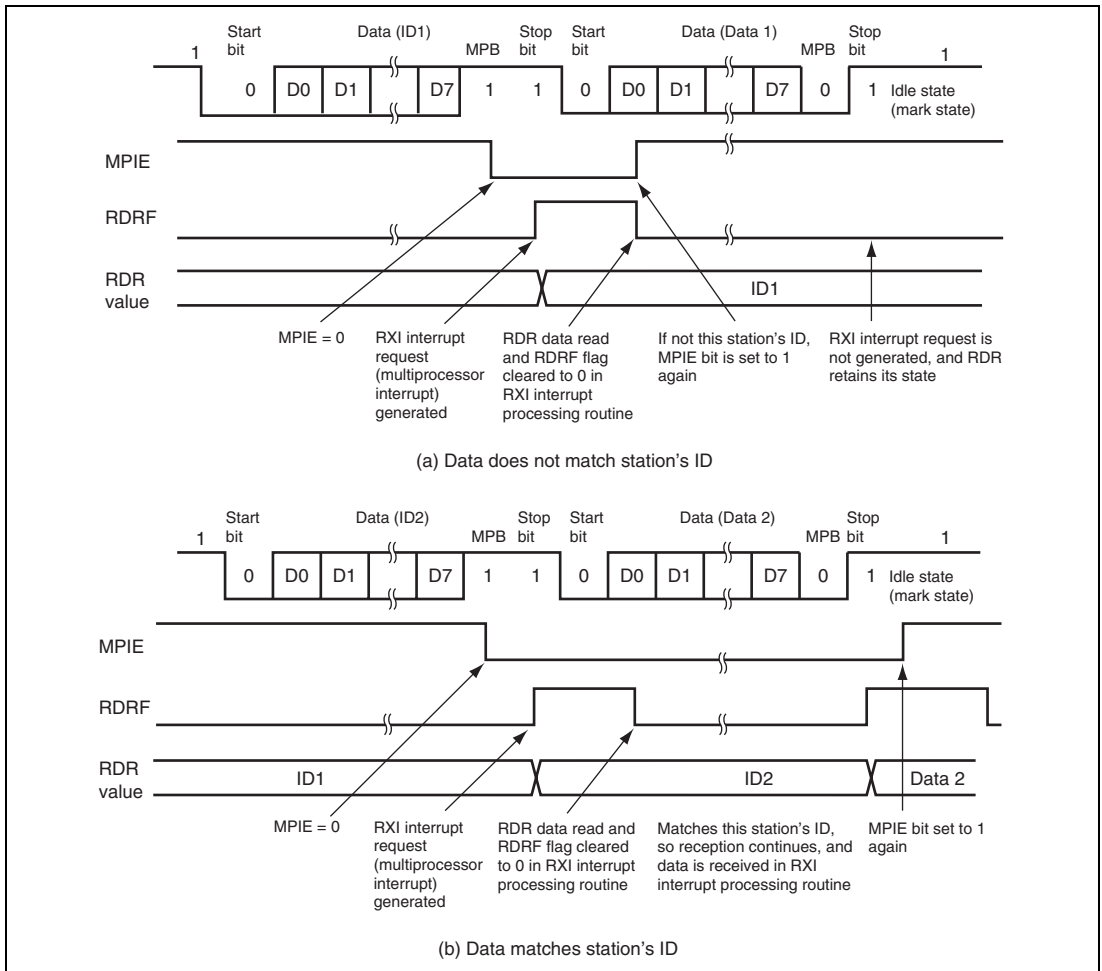 Start bit
Data (ID1)
MPB
Stop bit
Start bit
Data (Data 1)
MPB
Stop bit
1
1
0 D0 D1 D7 1 1 0 D0 D1 D7 0 1 Idle state (mark state)
MPIE
RDRF
RDR value
ID1
MPIE = 0
RXI interrupt
request
(multiprocessor
interrupt)
generated
RDR data read
and RDRF flag
cleared to 0 in
RXI interrupt
processing routine
If not this station's ID,
MPIE bit is set to 1
again
RXI interrupt request is
not generated, and RDR
retains its state
(a) Data does not match station's ID
Start bit
Data (ID2)
MPB
Stop bit
Start bit
Data (Data 2)
MPB
Stop bit
1
1
0 D0 D1 D7 1 1 0 D0 D1 D7 0 1 Idle state (mark state)
MPIE
RDRF
RDR value
ID1
ID2
Data 2
MPIE = 0
RXI interrupt
request
(multiprocessor
interrupt)
generated
RDR data read and
RDRF flag cleared
to 0 in RXI interrupt
processing routine
Matches this station's ID,
so reception continues, and
data is received in RXI
interrupt processing routine
MPIE bit set to 1
again
(b) Data matches station's ID